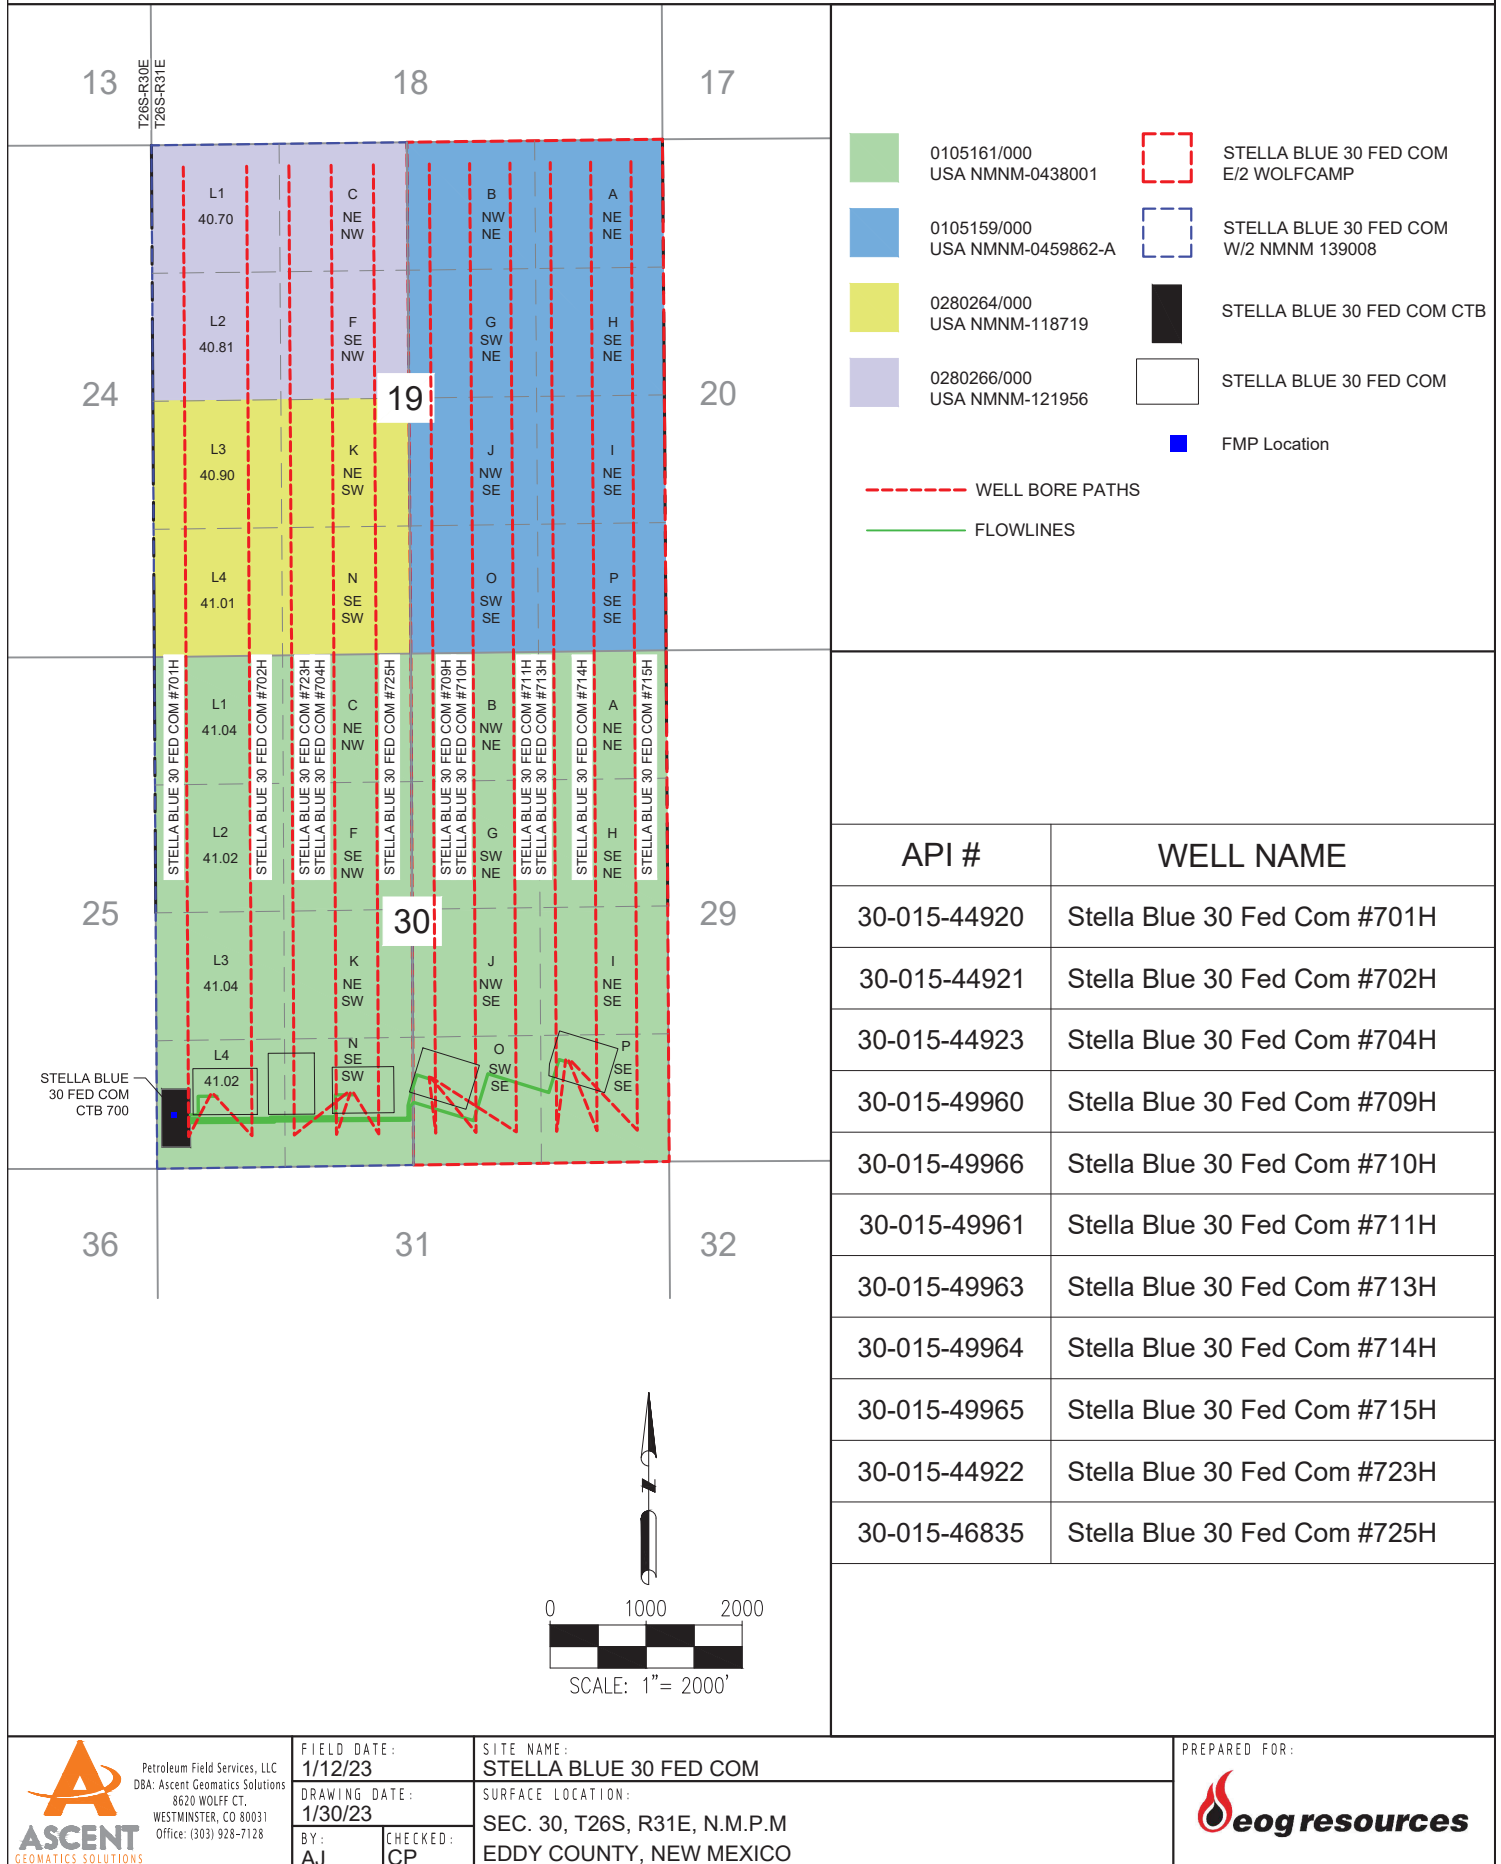 13
18
17
T26S-R30E
T26S-R31E
L1
40.70
C
NE
NW
B
NW
NE
A
NE
NE
L2
40.81
F
SE
NW
G
SW
NE
H
SE
NE
24
19
20
L3
40.90
K
NE
SW
J
NW
SE
I
NE
SE
L4
41.01
N
SE
SW
O
SW
SE
P
SE
SE
STELLA BLUE 30 FED COM #701H
STELLA BLUE 30 FED COM #702H
STELLA BLUE 30 FED COM #723H
STELLA BLUE 30 FED COM #704H
STELLA BLUE 30 FED COM #725H
STELLA BLUE 30 FED COM #709H
STELLA BLUE 30 FED COM #710H
STELLA BLUE 30 FED COM #711H
STELLA BLUE 30 FED COM #713H
STELLA BLUE 30 FED COM #714H
STELLA BLUE 30 FED COM #715H
L1
41.04
C
NE
NW
B
NW
NE
A
NE
NE
L2
41.02
F
SE
NW
G
SW
NE
H
SE
NE
25
30
29
L3
41.04
K
NE
SW
J
NW
SE
I
NE
SE
L4
41.02
N
SE
SW
O
SW
SE
P
SE
SE
STELLA BLUE
30 FED COM
CTB 700
36
31
32
0105161/000
USA NMNM-0438001
0105159/000
USA NMNM-0459862-A
0280264/000
USA NMNM-118719
0280266/000
USA NMNM-121956
WELL BORE PATHS
FLOWLINES
STELLA BLUE 30 FED COM
E/2 WOLFCAMP
STELLA BLUE 30 FED COM
W/2 NMNM 139008
STELLA BLUE 30 FED COM CTB
STELLA BLUE 30 FED COM
FMP Location
API # WELL NAME
30-015-44920 Stella Blue 30 Fed Com #701H
30-015-44921 Stella Blue 30 Fed Com #702H
30-015-44923 Stella Blue 30 Fed Com #704H
30-015-49960 Stella Blue 30 Fed Com #709H
30-015-49966 Stella Blue 30 Fed Com #710H
30-015-49961 Stella Blue 30 Fed Com #711H
30-015-49963 Stella Blue 30 Fed Com #713H
30-015-49964 Stella Blue 30 Fed Com #714H
30-015-49965 Stella Blue 30 Fed Com #715H
30-015-44922 Stella Blue 30 Fed Com #723H
30-015-46835 Stella Blue 30 Fed Com #725H
N
0 1000 2000
SCALE: 1"= 2000'
ASCENT
GEOMATICS SOLUTIONS
Petroleum Field Services, LLC
DBA: Ascent Geomatics Solutions
8620 WOLFF CT.
WESTMINSTER, CO 80031
Office: (303) 928-7128
FIELD DATE:
1/12/23
DRAWING DATE:
1/30/23
BY:
AJ
CHECKED:
CP
SITE NAME:
STELLA BLUE 30 FED COM
SURFACE LOCATION:
SEC. 30, T26S, R31E, N.M.P.M
EDDY COUNTY, NEW MEXICO
PREPARED FOR:
eog resources